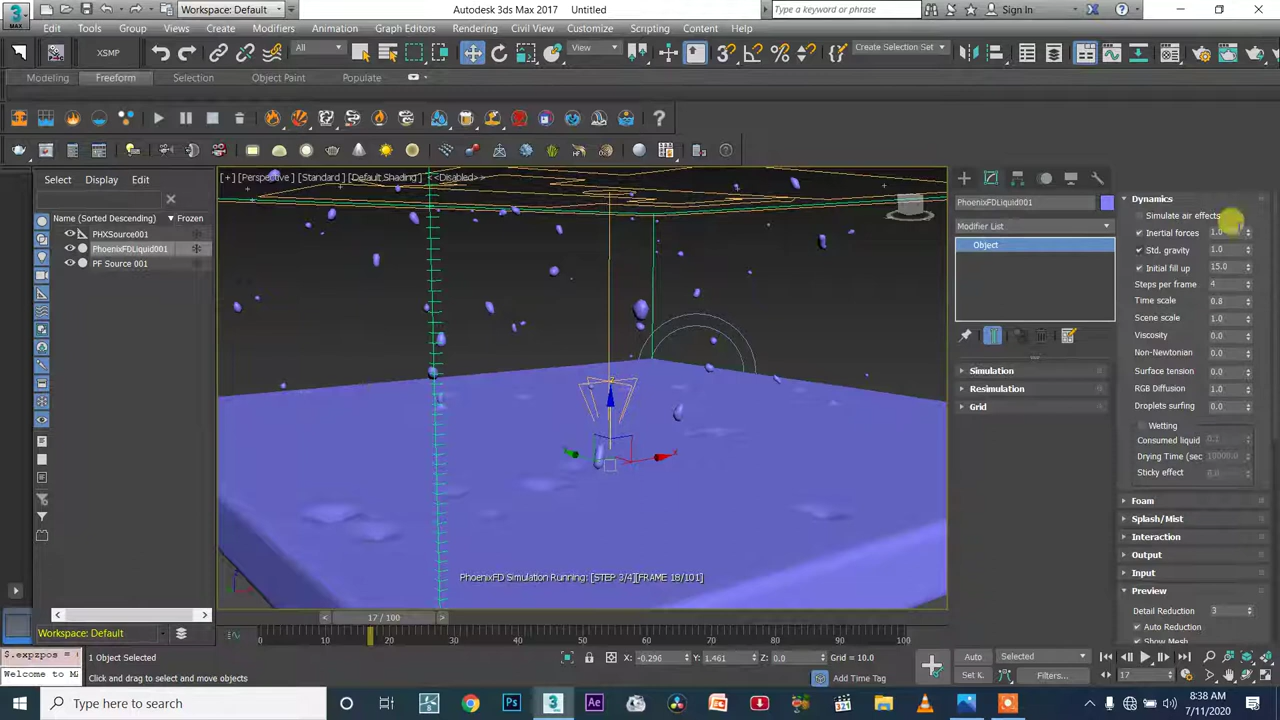 Workspace: Default
Autodesk 3ds Max 2017
Untitled
Type a keyword or phrase
Sign In
MAX
Edit
Tools
Group
Views
Create
Modifiers
Animation
Graph Editors
Rendering
Civil View
Customize
Scripting
Content
Help
XSMP
All
View
Create Selection Set
Modeling
Freeform
Selection
Object Paint
Populate
Select
Display
Edit
Name (Sorted Descending)
Frozen
PHXSource001
PhoenixFDLiquid001
PF Source 001
[+] [Perspective ] [Standard ] [Default Shading ] <<Disabled>>
PhoenixFD Simulation Running: [STEP 3/4][FRAME 18/101]
PhoenixFDLiquid001
Modifier List
Object
Simulation
Resimulation
Grid
Dynamics
Simulate air effects
Inertial forces 1.0
Std. gravity 1.0
Initial fill up 15.0
Steps per frame 4
Time scale 0.8
Scene scale 1.0
Viscosity 0.0
Non-Newtonian 0.0
Surface tension 0.0
RGB Diffusion 1.0
Droplets surfing 0.0
Wetting
Consumed liquid 0.1
Drying Time (sec 10000.0
Sticky effect 0.0
Foam
Splash/Mist
Interaction
Output
Input
Preview
Detail Reduction 3
Auto Reduction
Show Mesh
17 / 100
Workspace: Default
0 10 20 30 40 50 60 70 80 90 100
$.expzpos = (
Welcome to M
1 Object Selected
Click and drag to select and move objects
X: -0.296
Y: 1.461
Z: 0.0
Grid = 10.0
Add Time Tag
Auto
Selected
Set K.
Filters...
17
Type here to search
8:38 AM
7/11/2020